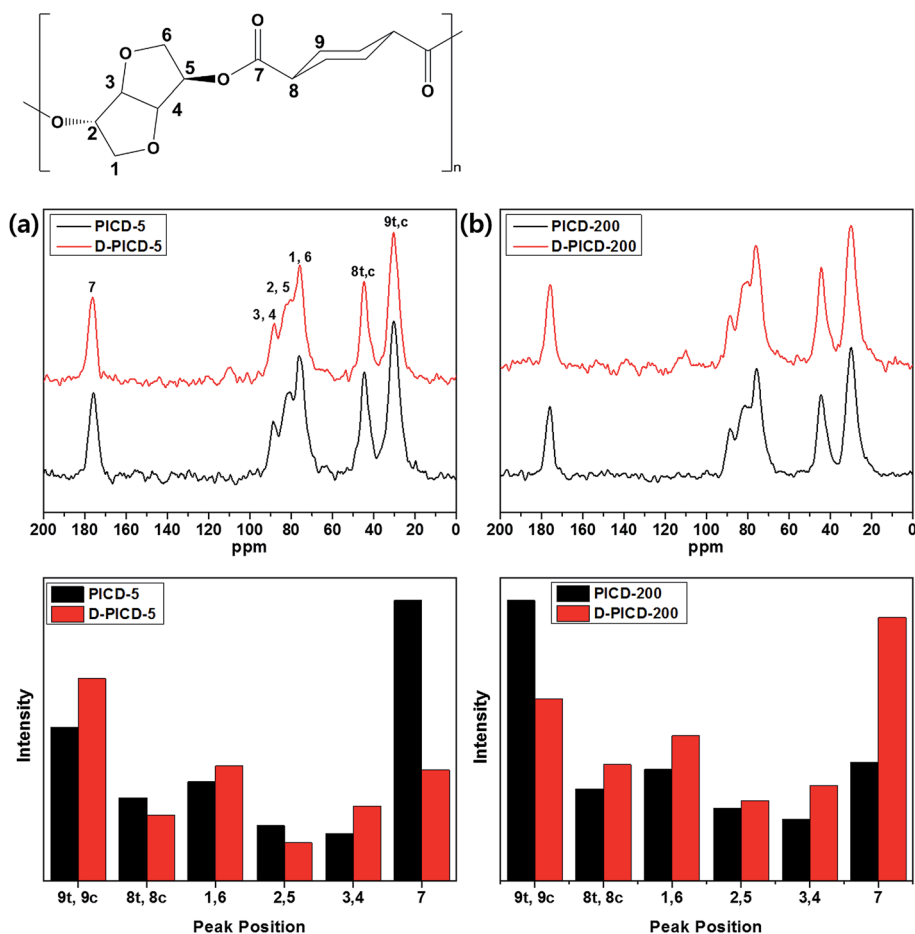 O
6
9
O
5
7
3
O
8
4
O
O
2
O
1
n
(a)
PICD-5
D-PICD-5
7
3, 4
2, 5
1, 6
8t,c
9t,c
200 180 160 140 120 100 80 60 40 20 0
ppm
(b)
PICD-200
D-PICD-200
200 180 160 140 120 100 80 60 40 20 0
ppm
PICD-5
D-PICD-5
Intensity
9t, 9c 8t, 8c 1,6 2,5 3,4 7
Peak Position
PICD-200
D-PICD-200
Intensity
9t, 9c 8t, 8c 1,6 2,5 3,4 7
Peak Position